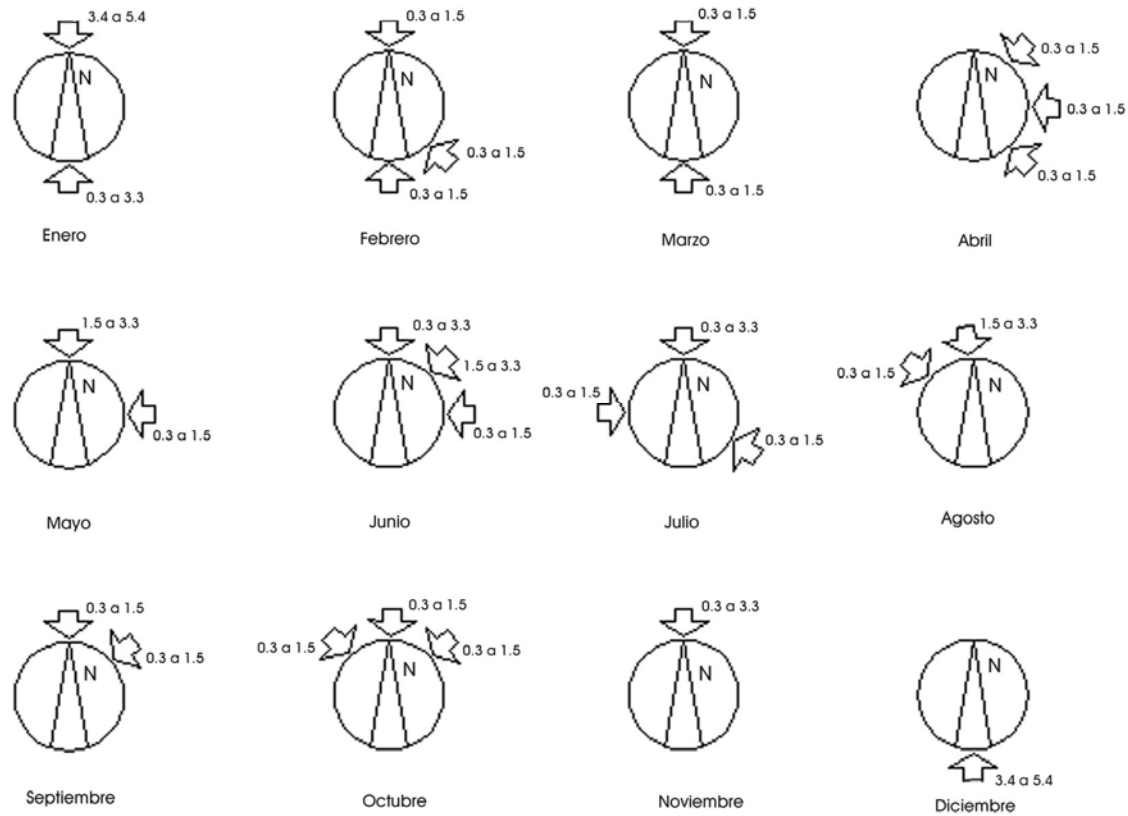 3.4 a 5.4
N
0.3 a 3.3
Enero
0.3 a 1.5
N
0.3 a 1.5
0.3 a 1.5
Febrero
0.3 a 1.5
N
0.3 a 1.5
Marzo
0.3 a 1.5
N
0.3 a 1.5
0.3 a 1.5
Abril
1.5 a 3.3
N
0.3 a 1.5
Mayo
0.3 a 3.3
1.5 a 3.3
N
0.3 a 1.5
Junio
0.3 a 3.3
N
0.3 a 1.5
0.3 a 1.5
Julio
1.5 a 3.3
0.3 a 1.5
N
Agosto
0.3 a 1.5
0.3 a 1.5
N
Septiembre
0.3 a 1.5
0.3 a 1.5
0.3 a 1.5
N
Octubre
0.3 a 3.3
N
Noviembre
N
3.4 a 5.4
Diciembre